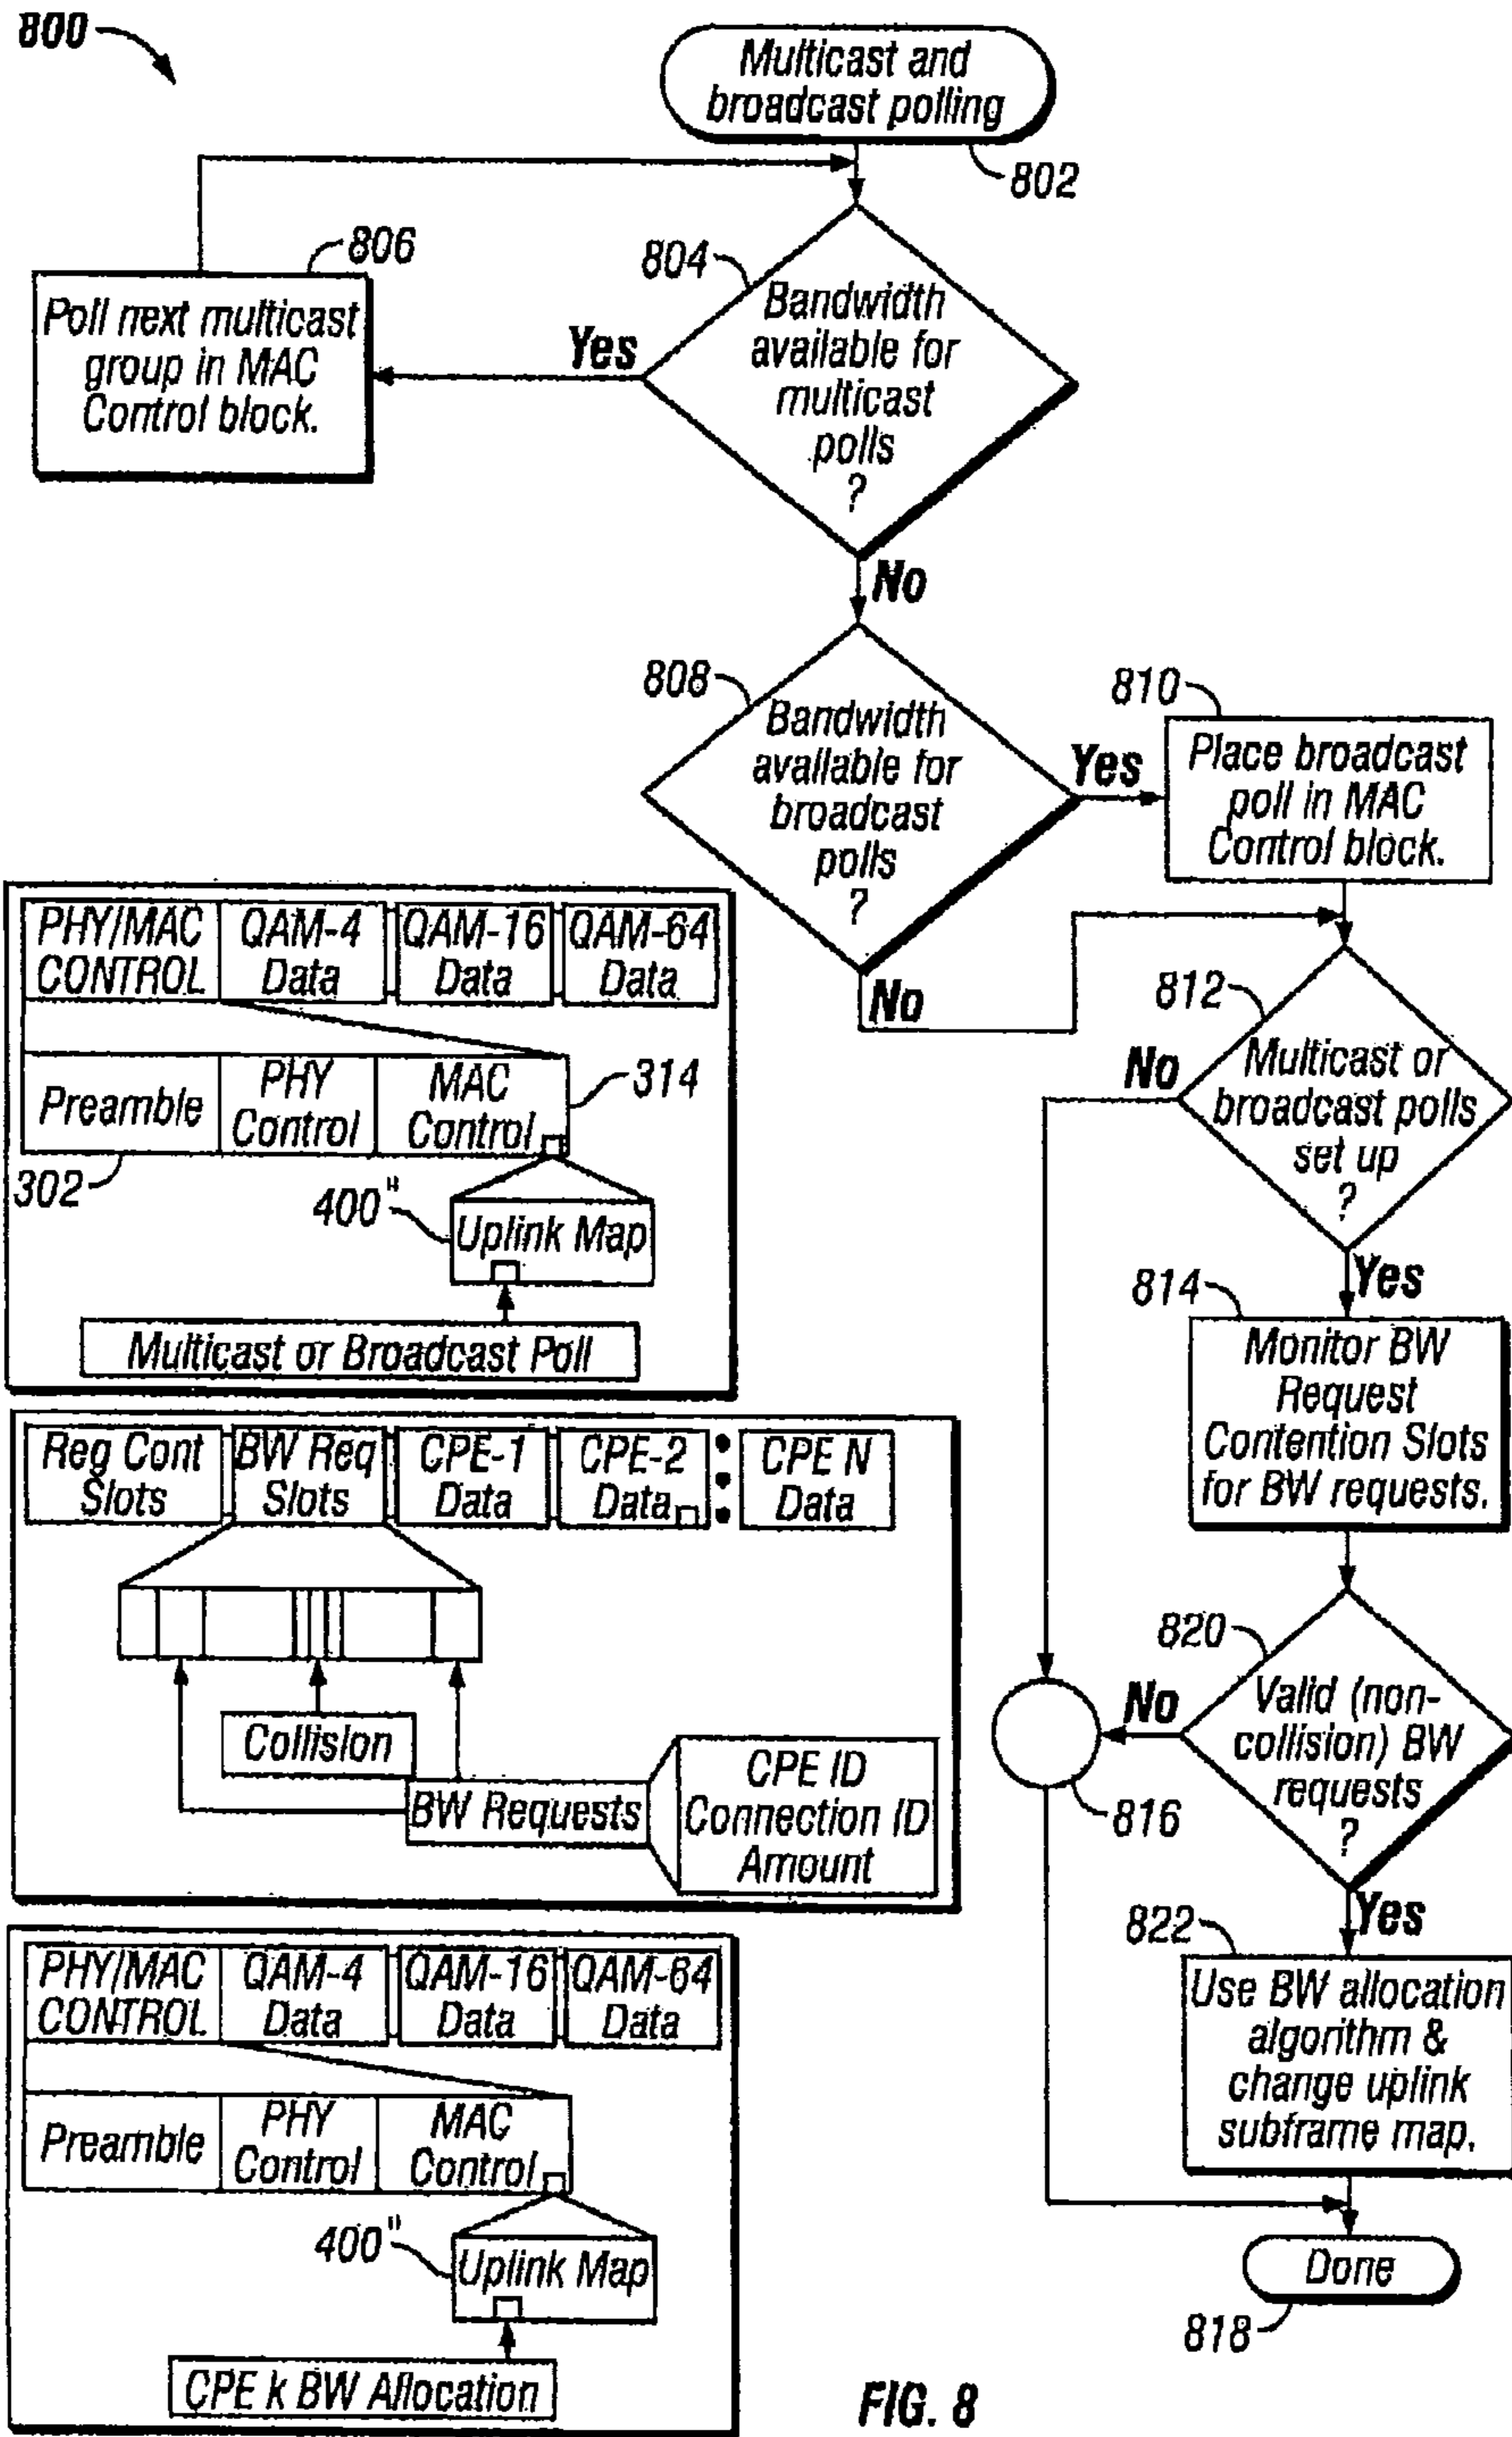 800
Multicast and
broadcast polling
802
806
Poll next multicast
group in MAC
Control block.
804
Bandwidth
available for
multicast
polls
?
Yes
No
808
Bandwidth
available for
broadcast
polls
?
Yes
No
810
Place broadcast
poll in MAC
Control block.
812
Multicast or
broadcast polls
set up
?
No
Yes
814
Monitor BW
Request
Contention Slots
for BW requests.
820
Valid (non-
collision) BW
requests
?
No
Yes
816
822
Use BW allocation
algorithm &
change uplink
subframe map.
Done
818
PHY/MAC
CONTROL
QAM-4
Data
QAM-16
Data
QAM-64
Data
Preamble
PHY
Control
MAC
Control
314
302
400"
Uplink Map
Multicast or Broadcast Poll
Reg Cont
Slots
BW Req
Slots
CPE-1
Data
CPE-2
Data
CPE N
Data
Collision
BW Requests
CPE ID
Connection ID
Amount
PHY/MAC
CONTROL
QAM-4
Data
QAM-16
Data
QAM-64
Data
Preamble
PHY
Control
MAC
Control
400"
Uplink Map
CPE k BW Allocation
FIG. 8